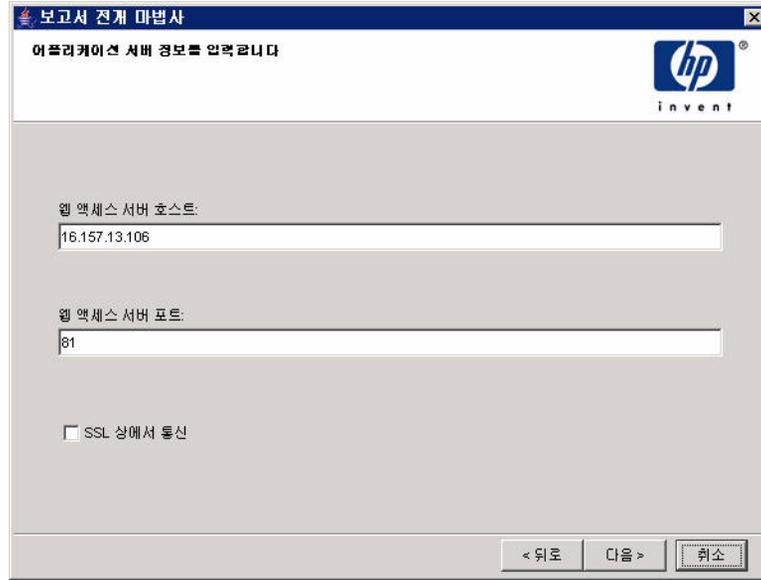 보고서 전개 마법사
어플리케이션 서버 정보를 입력합니다
hp
®
invent
웹 액세스 서버 호스트:
16.157.13.106
웹 액세스 서버 포트:
81
SSL 상에서 통신
< 뒤로
다음 >
취소